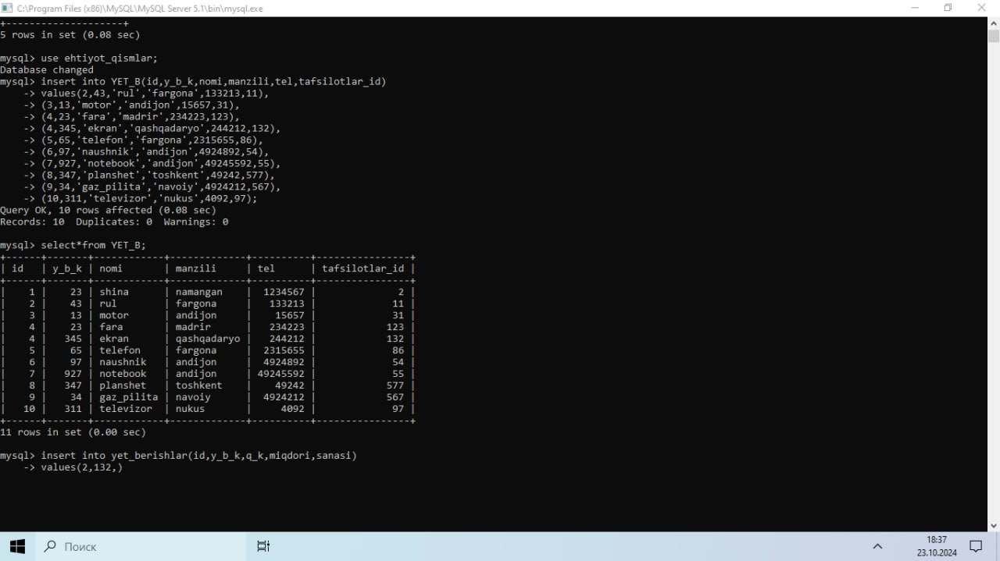 C:\Program Files (x86)\MySQL\MySQL Server 5.1\bin\mysql.exe
+--------------------+
5 rows in set (0.08 sec)
mysql> use ehtiyot_qismlar;
Database changed
mysql> insert into YET_B(id,y_b_k,nomi,manzili,tel,tafsilotlar_id)
    -> values(2,43,'rul','fargona',133213,11),
    -> (3,13,'motor','andijon',15657,31),
    -> (4,23,'fara','madrir',234223,123),
    -> (4,345,'ekran','qashqadaryo',244212,132),
    -> (5,65,'telefon','fargona',2315655,86),
    -> (6,97,'naushnik','andijon',4924892,54),
    -> (7,927,'notebook','andijon',49245592,55),
    -> (8,347,'planshet','toshkent',49242,577),
    -> (9,34,'gaz_pilita','navoiy',4924212,567),
    -> (10,311,'televizor','nukus',4092,97);
Query OK, 10 rows affected (0.08 sec)
Records: 10  Duplicates: 0  Warnings: 0
mysql> select*from YET_B;
+------+-------+------------+-------------+----------+----------------+
| id   | y_b_k | nomi       | manzili     | tel      | tafsilotlar_id |
+------+-------+------------+-------------+----------+----------------+
|    1 |    23 | shina      | namangan    |  1234567 |              2 |
|    2 |    43 | rul        | fargona     |   133213 |             11 |
|    3 |    13 | motor      | andijon     |    15657 |             31 |
|    4 |    23 | fara       | madrir      |   234223 |            123 |
|    4 |   345 | ekran      | qashqadaryo |   244212 |            132 |
|    5 |    65 | telefon    | fargona     |  2315655 |             86 |
|    6 |    97 | naushnik   | andijon     |  4924892 |             54 |
|    7 |   927 | notebook   | andijon     | 49245592 |             55 |
|    8 |   347 | planshet   | toshkent    |    49242 |            577 |
|    9 |    34 | gaz_pilita | navoiy      |  4924212 |            567 |
|   10 |   311 | televizor  | nukus       |     4092 |             97 |
+------+-------+------------+-------------+----------+----------------+
11 rows in set (0.00 sec)
mysql> insert into yet_berishlar(id,y_b_k,q_k,miqdori,sanasi)
    -> values(2,132,)
Поиск
18:37
23.10.2024